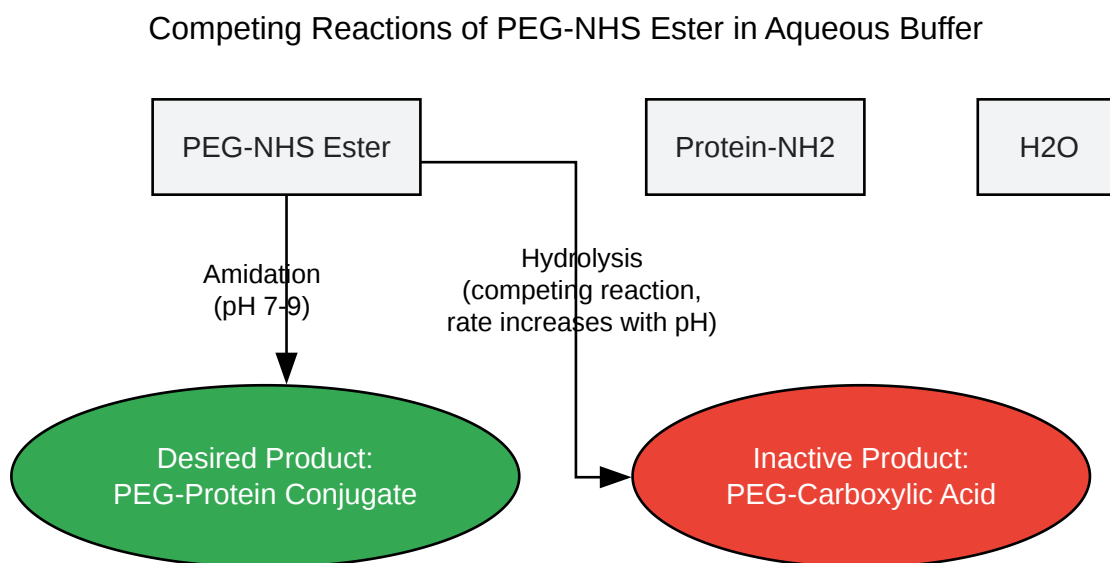 Competing Reactions of PEG-NHS Ester in Aqueous Buffer
PEG-NHS Ester
Protein-NH2
H2O
Amidation
(pH 7-9)
Hydrolysis
(competing reaction,
rate increases with pH)
Desired Product:
PEG-Protein Conjugate
Inactive Product:
PEG-Carboxylic Acid